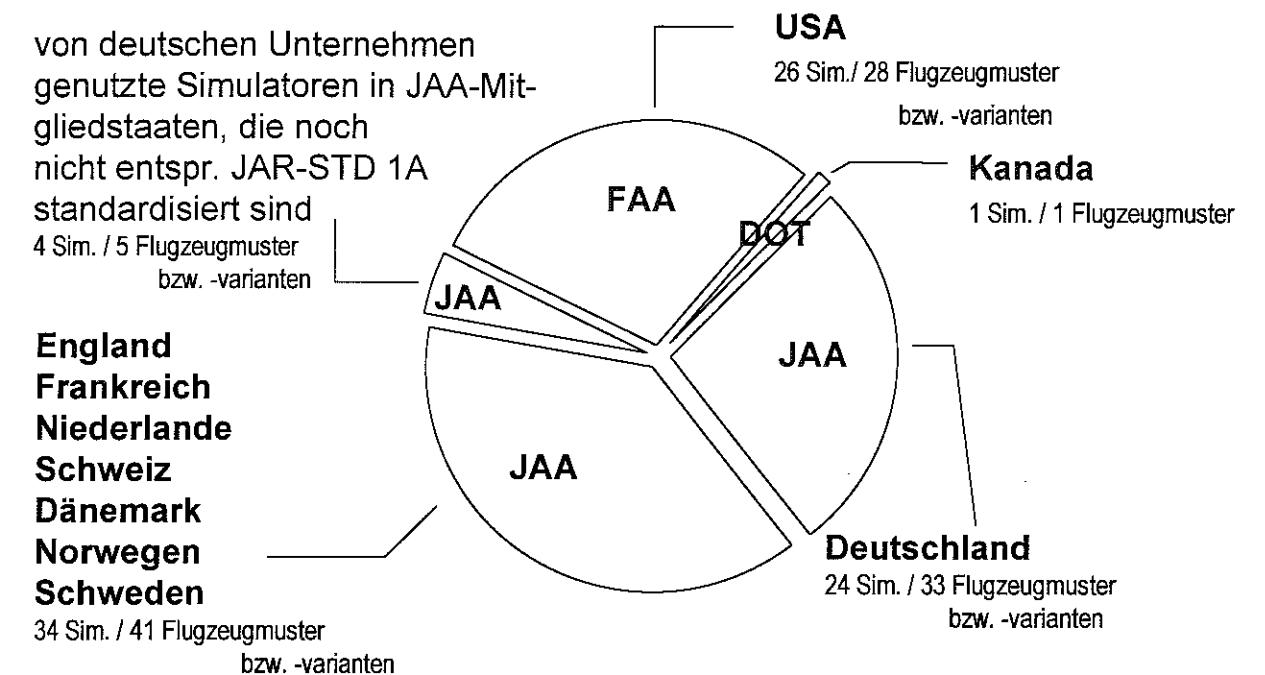 von deutschen Unternehmen
genutzte Simulatoren in JAA-Mit-
gliedstaaten, die noch
nicht entspr. JAR-STD 1A
standardisiert sind
4 Sim. / 5 Flugzeugmuster
bzw. -varianten
England
Frankreich
Niederlande
Schweiz
Dänemark
Norwegen
Schweden
34 Sim. / 41 Flugzeugmuster
bzw. -varianten
USA
26 Sim./ 28 Flugzeugmuster
bzw. -varianten
Kanada
1 Sim. / 1 Flugzeugmuster
Deutschland
24 Sim. / 33 Flugzeugmuster
bzw. -varianten
FAA
DOT
JAA
JAA
JAA